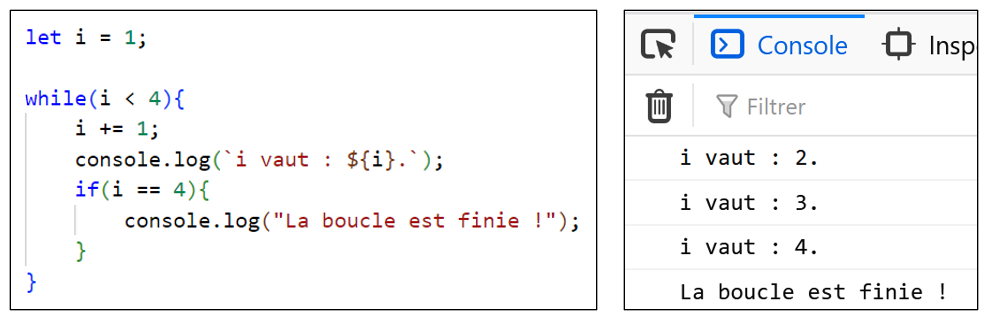 let i = 1;
while(i < 4){
i += 1;
console.log(`i vaut : ${i}.`);
if(i == 4){
console.log("La boucle est finie !");
}
}
Console Insp
Filtrer
i vaut : 2.
i vaut : 3.
i vaut : 4.
La boucle est finie !